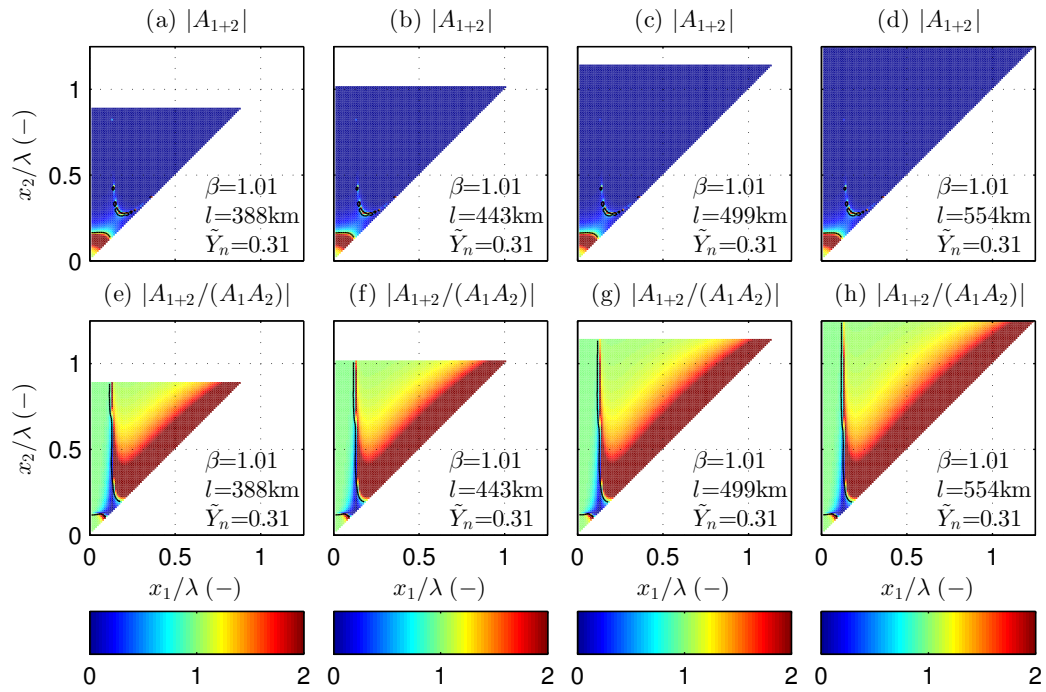 (a) |A₁₊₂| (b) |A₁₊₂| (c) |A₁₊₂| (d) |A₁₊₂|
x₂/λ (−)
1
0.5
0
β=1.01 β=1.01 β=1.01 β=1.01
l=388km l=443km l=499km l=554km
Ỹₙ=0.31 Ỹₙ=0.31 Ỹₙ=0.31 Ỹₙ=0.31
(e) |A₁₊₂/(A₁A₂)| (f) |A₁₊₂/(A₁A₂)| (g) |A₁₊₂/(A₁A₂)| (h) |A₁₊₂/(A₁A₂)|
x₂/λ (−)
1
0.5
0
β=1.01 β=1.01 β=1.01 β=1.01
l=388km l=443km l=499km l=554km
Ỹₙ=0.31 Ỹₙ=0.31 Ỹₙ=0.31 Ỹₙ=0.31
0 0.5 1 0 0.5 1 0 0.5 1 0 0.5 1
x₁/λ (−) x₁/λ (−) x₁/λ (−) x₁/λ (−)
0 1 2 0 1 2 0 1 2 0 1 2